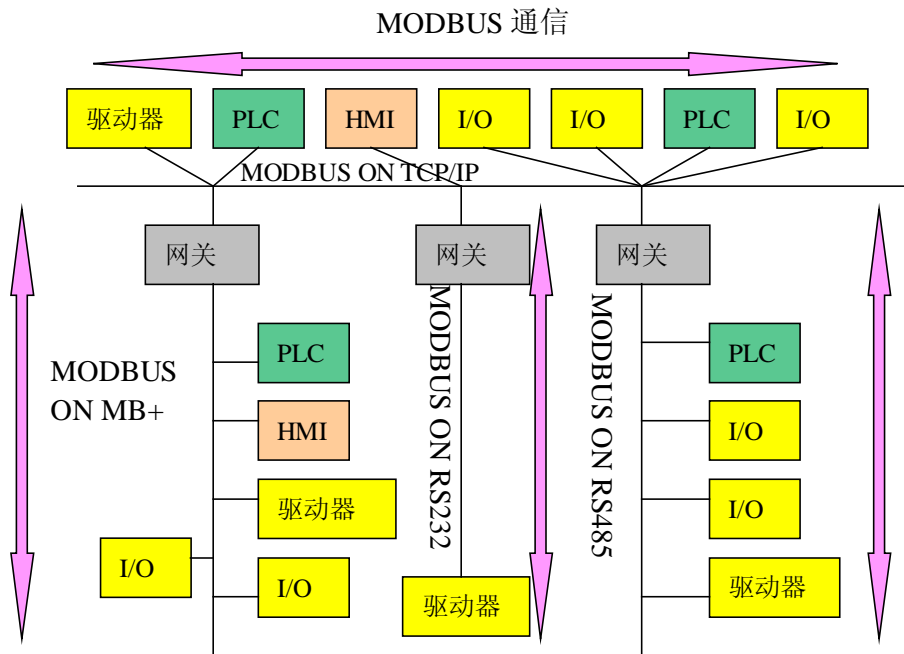 MODBUS 通信
驱动器
PLC
HMI
I/O
I/O
PLC
I/O
MODBUS ON TCP/IP
网关
网关
网关
MODBUS
ON MB+
PLC
HMI
驱动器
I/O
I/O
MODBUS ON RS232
驱动器
MODBUS ON RS485
PLC
I/O
I/O
驱动器